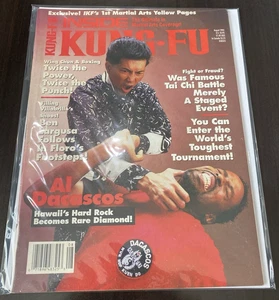 Exclusive! IKF's 1st Martial Arts Yellow Pages
KUNG-FU
Wing Chun & Boxing
Twice the
Power,
Twice the
Punch!
Fight or Fraud?
Was Famous
Tai Chi Battle
Merely
A Staged
Event?
Ben
Follows
in Floro's
Footsteps!
You Can
Enter the
World's
Toughest
Tournament!
Al
Dacascos
Hawaii's Hard Rock
Becomes Rare Diamond!
DACASCOS